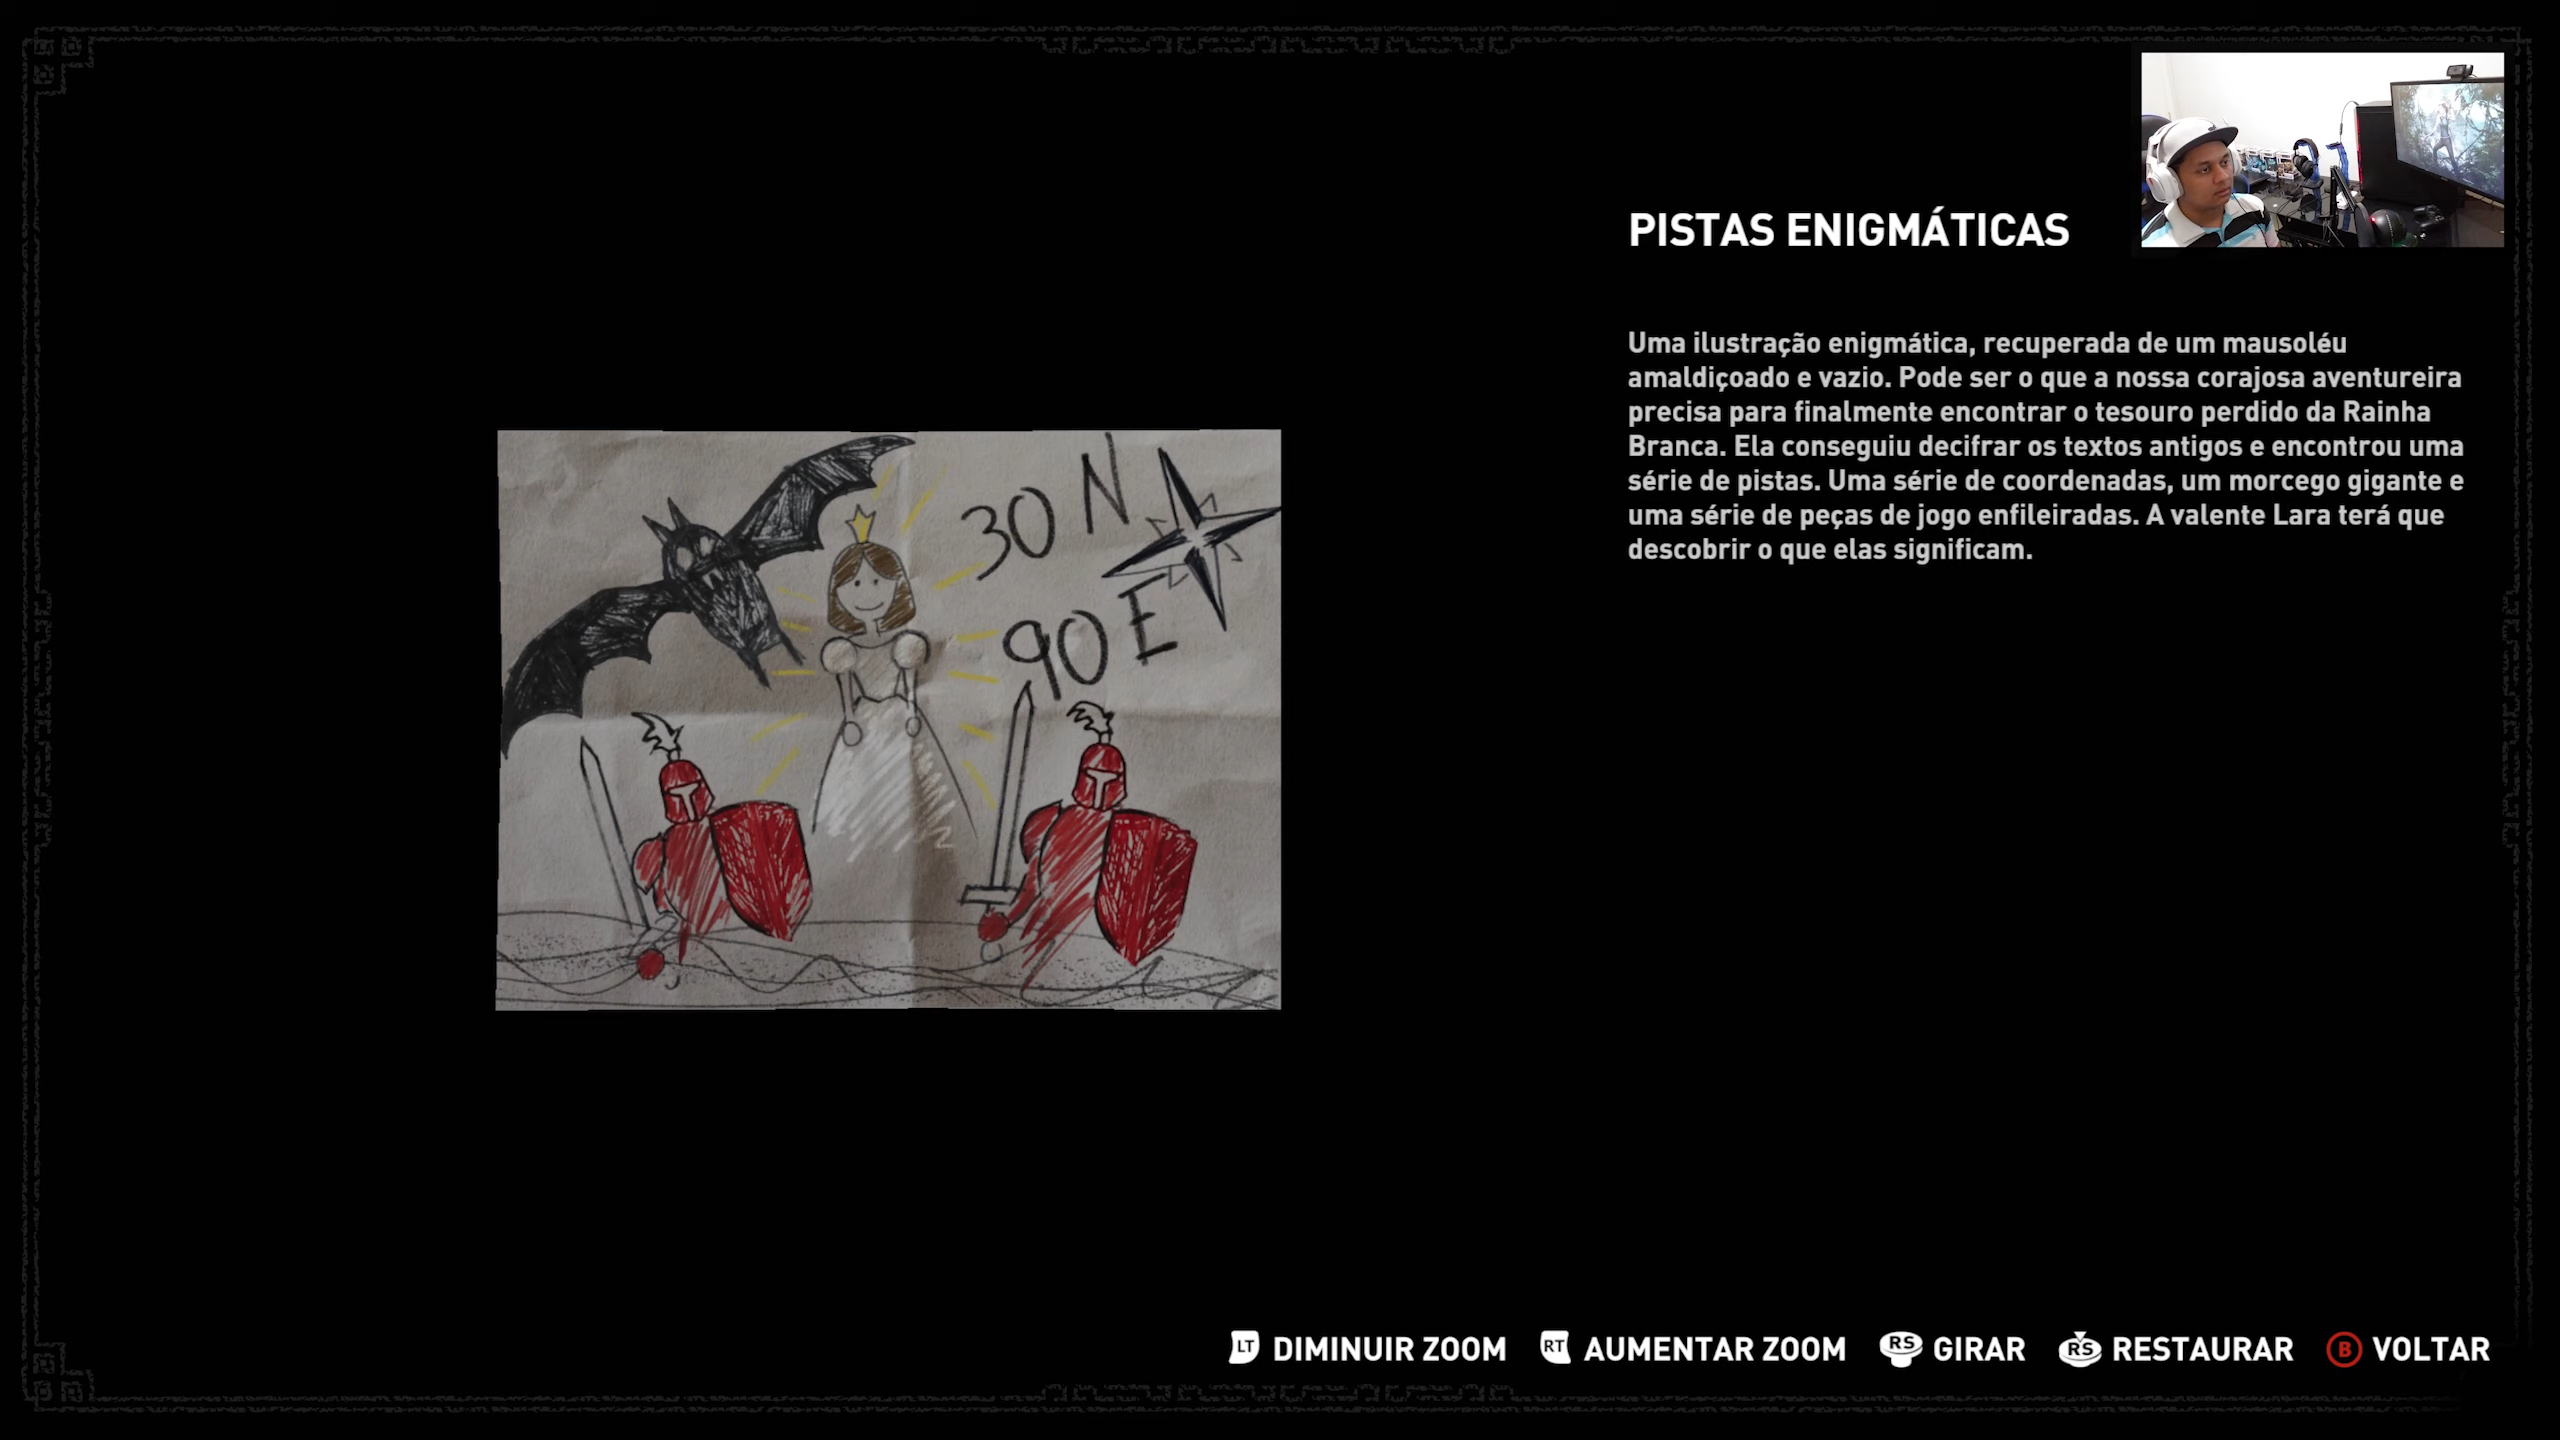 PISTAS ENIGMÁTICAS
Uma ilustração enigmática, recuperada de um mausoléu
amaldiçoado e vazio. Pode ser o que a nossa corajosa aventureira
precisa para finalmente encontrar o tesouro perdido da Rainha
Branca. Ela conseguiu decifrar os textos antigos e encontrou uma
série de pistas. Uma série de coordenadas, um morcego gigante e
uma série de peças de jogo enfileiradas. A valente Lara terá que
descobrir o que elas significam.
30 N
90 E
LT DIMINUIR ZOOM RT AUMENTAR ZOOM RS GIRAR RS RESTAURAR B VOLTAR